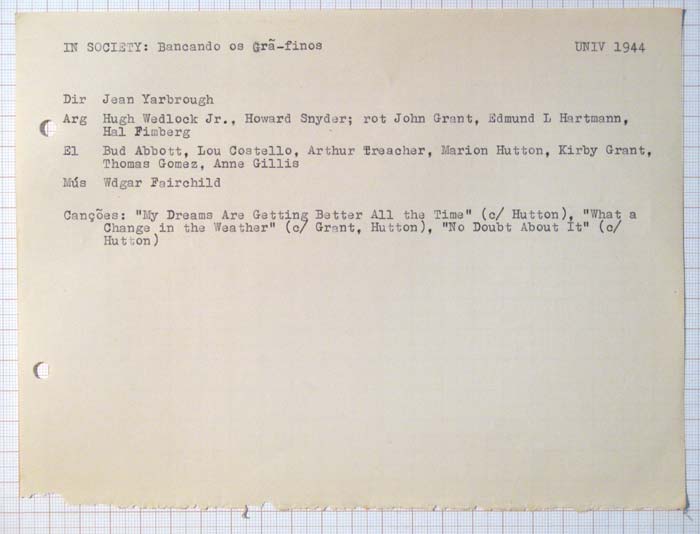 IN SOCIETY: Bancando os Grã-finos UNIV 1944
Dir Jean Yarbrough
Arg Hugh Wedlock Jr., Howard Snyder; rot John Grant, Edmund L Hartmann,
Hal Fimberg
El Bud Abbott, Lou Costello, Arthur Treacher, Marion Hutton, Kirby Grant,
Thomas Gomez, Anne Gillis
Mús Wdgar Fairchild
Canções: "My Dreams Are Getting Better All the Time" (c/ Hutton), "What a
Change in the Weather" (c/ Grant, Hutton), "No Doubt About It" (c/
Hutton)